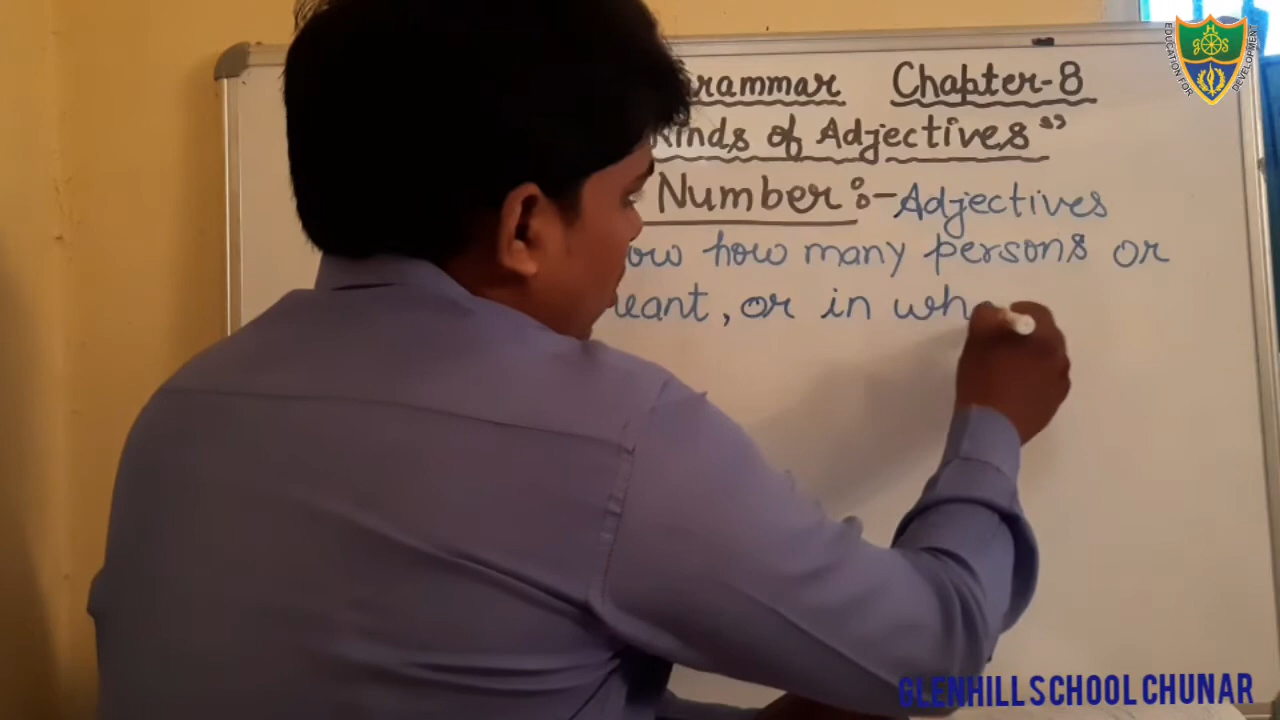 rammar Chapter-8
Kinds of Adjectives"
Number :- Adjectives
ow how many persons or
eant, or in wh
EDUCATION FOR DEVELOPMENT
G H S
GLENHILL SCHOOL CHUNAR